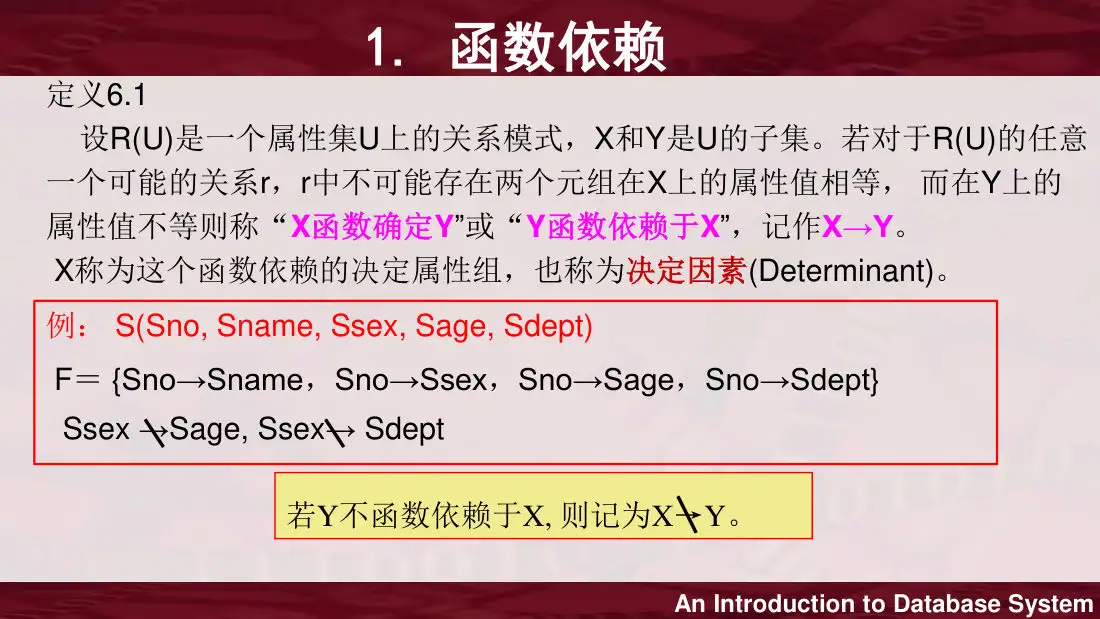 1. 函数依赖
定义6.1
设R(U)是一个属性集U上的关系模式，X和Y是U的子集。若对于R(U)的任意
一个可能的关系r，r中不可能存在两个元组在X上的属性值相等， 而在Y上的
属性值不等则称“X函数确定Y”或“Y函数依赖于X”，记作X→Y。
X称为这个函数依赖的决定属性组，也称为决定因素(Determinant)。
例： S(Sno, Sname, Ssex, Sage, Sdept)
F＝ {Sno→Sname，Sno→Ssex，Sno→Sage，Sno→Sdept}
Ssex ↛Sage, Ssex↛ Sdept
若Y不函数依赖于X, 则记为X↛Y。
An Introduction to Database System